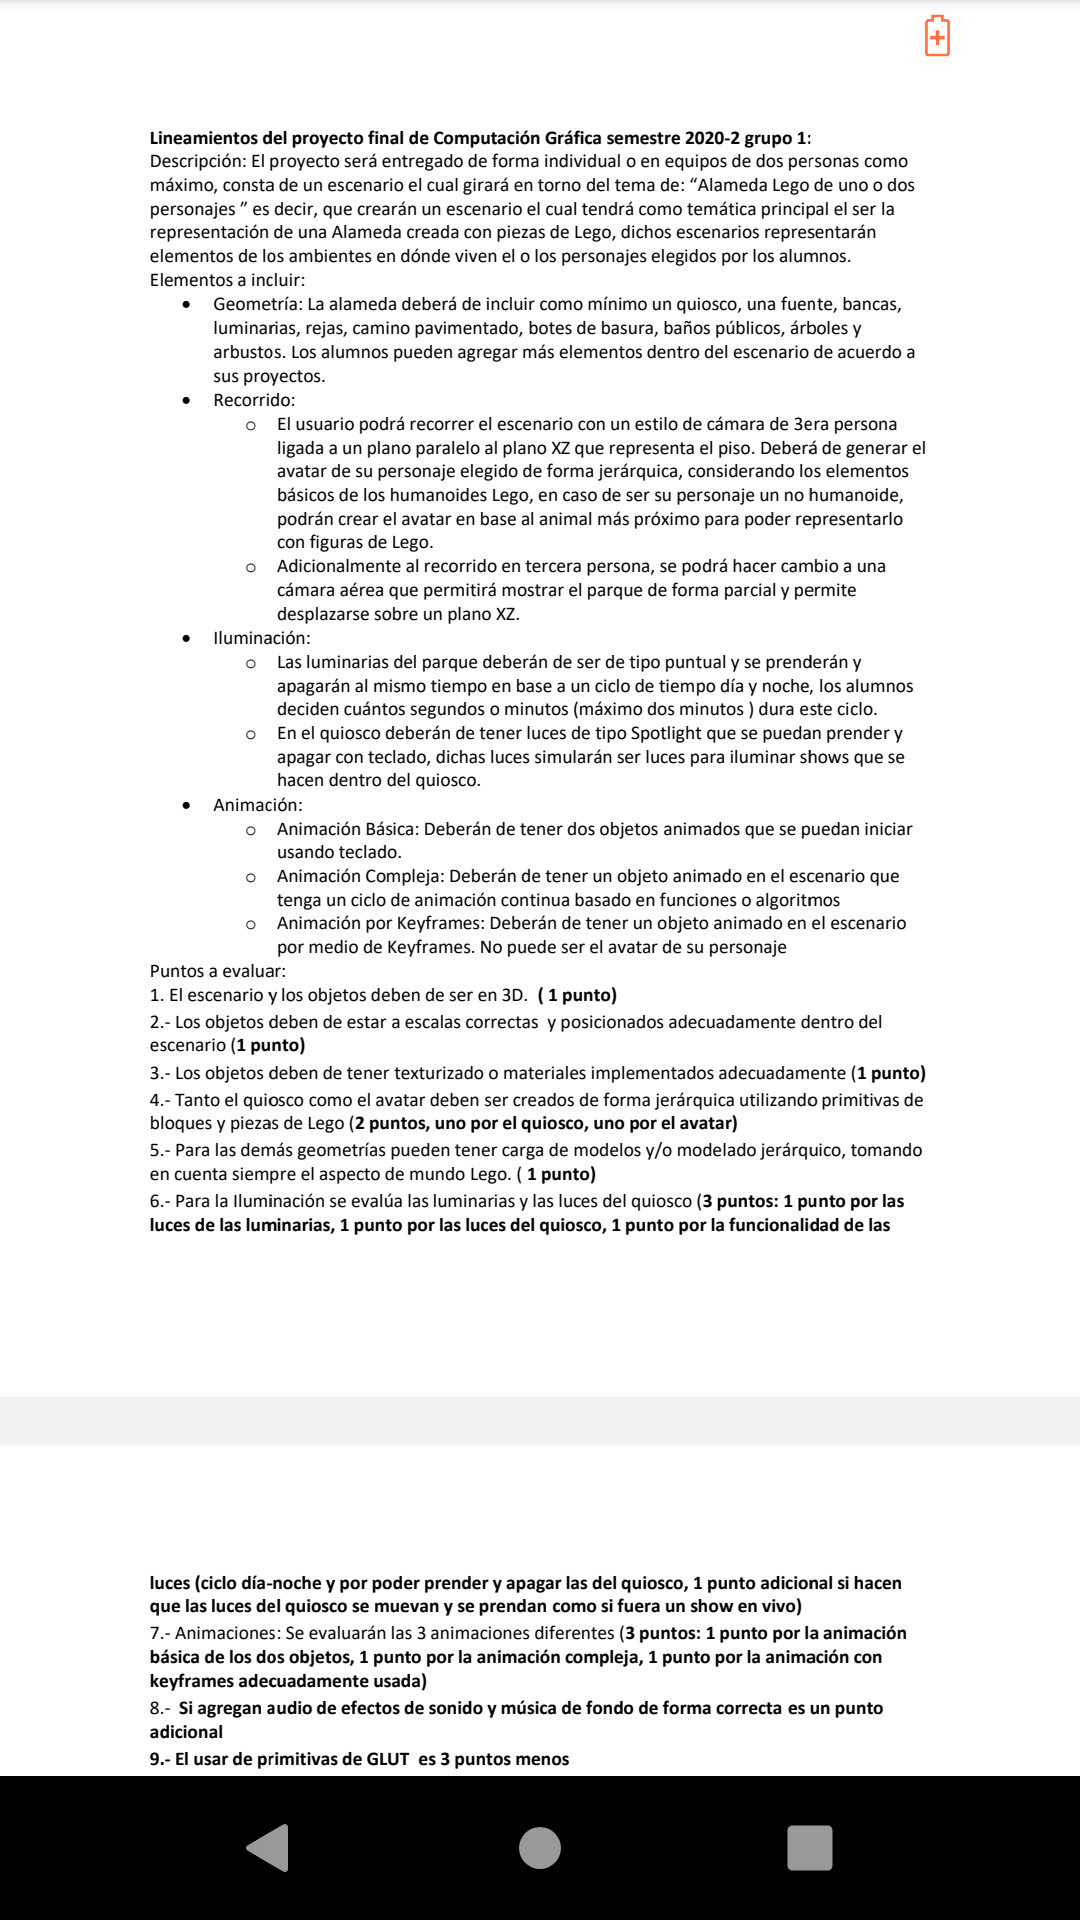 Lineamientos del proyecto final de Computación Gráfica semestre 2020-2 grupo 1:
Descripción: El proyecto será entregado de forma individual o en equipos de dos personas como
máximo, consta de un escenario el cual girará en torno del tema de: “Alameda Lego de uno o dos
personajes ” es decir, que crearán un escenario el cual tendrá como temática principal el ser la
representación de una Alameda creada con piezas de Lego, dichos escenarios representarán
elementos de los ambientes en dónde viven el o los personajes elegidos por los alumnos.
Elementos a incluir:
• Geometría: La alameda deberá de incluir como mínimo un quiosco, una fuente, bancas,
luminarias, rejas, camino pavimentado, botes de basura, baños públicos, árboles y
arbustos. Los alumnos pueden agregar más elementos dentro del escenario de acuerdo a
sus proyectos.
• Recorrido:
o El usuario podrá recorrer el escenario con un estilo de cámara de 3era persona
ligada a un plano paralelo al plano XZ que representa el piso. Deberá de generar el
avatar de su personaje elegido de forma jerárquica, considerando los elementos
básicos de los humanoides Lego, en caso de ser su personaje un no humanoide,
podrán crear el avatar en base al animal más próximo para poder representarlo
con figuras de Lego.
o Adicionalmente al recorrido en tercera persona, se podrá hacer cambio a una
cámara aérea que permitirá mostrar el parque de forma parcial y permite
desplazarse sobre un plano XZ.
• Iluminación:
o Las luminarias del parque deberán de ser de tipo puntual y se prenderán y
apagarán al mismo tiempo en base a un ciclo de tiempo día y noche, los alumnos
deciden cuántos segundos o minutos (máximo dos minutos ) dura este ciclo.
o En el quiosco deberán de tener luces de tipo Spotlight que se puedan prender y
apagar con teclado, dichas luces simularán ser luces para iluminar shows que se
hacen dentro del quiosco.
• Animación:
o Animación Básica: Deberán de tener dos objetos animados que se puedan iniciar
usando teclado.
o Animación Compleja: Deberán de tener un objeto animado en el escenario que
tenga un ciclo de animación continua basado en funciones o algoritmos
o Animación por Keyframes: Deberán de tener un objeto animado en el escenario
por medio de Keyframes. No puede ser el avatar de su personaje
Puntos a evaluar:
1. El escenario y los objetos deben de ser en 3D. ( 1 punto)
2.- Los objetos deben de estar a escalas correctas y posicionados adecuadamente dentro del
escenario (1 punto)
3.- Los objetos deben de tener texturizado o materiales implementados adecuadamente (1 punto)
4.- Tanto el quiosco como el avatar deben ser creados de forma jerárquica utilizando primitivas de
bloques y piezas de Lego (2 puntos, uno por el quiosco, uno por el avatar)
5.- Para las demás geometrías pueden tener carga de modelos y/o modelado jerárquico, tomando
en cuenta siempre el aspecto de mundo Lego. ( 1 punto)
6.- Para la Iluminación se evalúa las luminarias y las luces del quiosco (3 puntos: 1 punto por las
luces de las luminarias, 1 punto por las luces del quiosco, 1 punto por la funcionalidad de las
luces (ciclo día-noche y por poder prender y apagar las del quiosco, 1 punto adicional si hacen
que las luces del quiosco se muevan y se prendan como si fuera un show en vivo)
7.- Animaciones: Se evaluarán las 3 animaciones diferentes (3 puntos: 1 punto por la animación
básica de los dos objetos, 1 punto por la animación compleja, 1 punto por la animación con
keyframes adecuadamente usada)
8.- Si agregan audio de efectos de sonido y música de fondo de forma correcta es un punto
adicional
9.- El usar de primitivas de GLUT es 3 puntos menos